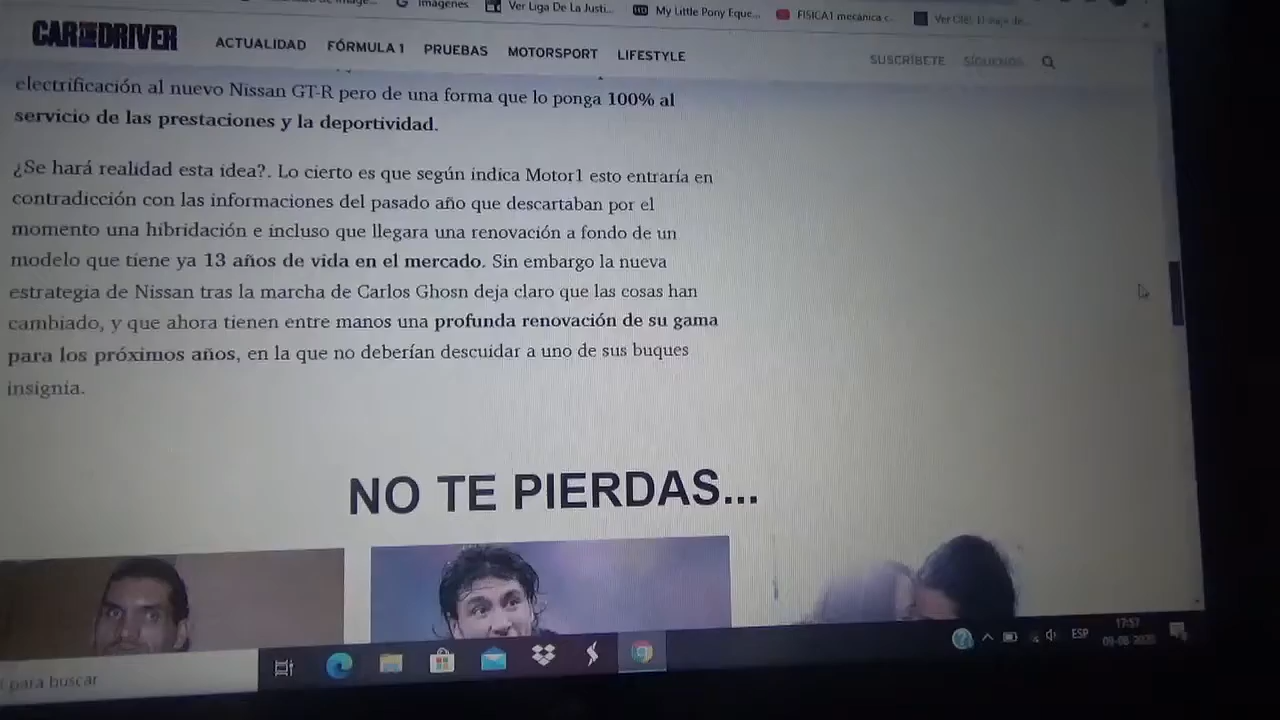 Imágenes
Ver Liga De La Justi...
My Little Pony Eque...
FISICA1 mecánica c...
CAR AND DRIVER
ACTUALIDAD
FÓRMULA 1
PRUEBAS
MOTORSPORT
LIFESTYLE
SUSCRÍBETE
SÍGUENOS
electrificación al nuevo Nissan GT-R pero de una forma que lo ponga 100% al
servicio de las prestaciones y la deportividad.
¿Se hará realidad esta idea?. Lo cierto es que según indica Motor1 esto entraría en
contradicción con las informaciones del pasado año que descartaban por el
momento una hibridación e incluso que llegara una renovación a fondo de un
modelo que tiene ya 13 años de vida en el mercado. Sin embargo la nueva
estrategia de Nissan tras la marcha de Carlos Ghosn deja claro que las cosas han
cambiado, y que ahora tienen entre manos una profunda renovación de su gama
para los próximos años, en la que no deberían descuidar a uno de sus buques
insignia.
NO TE PIERDAS...
para buscar
ESP
17:57